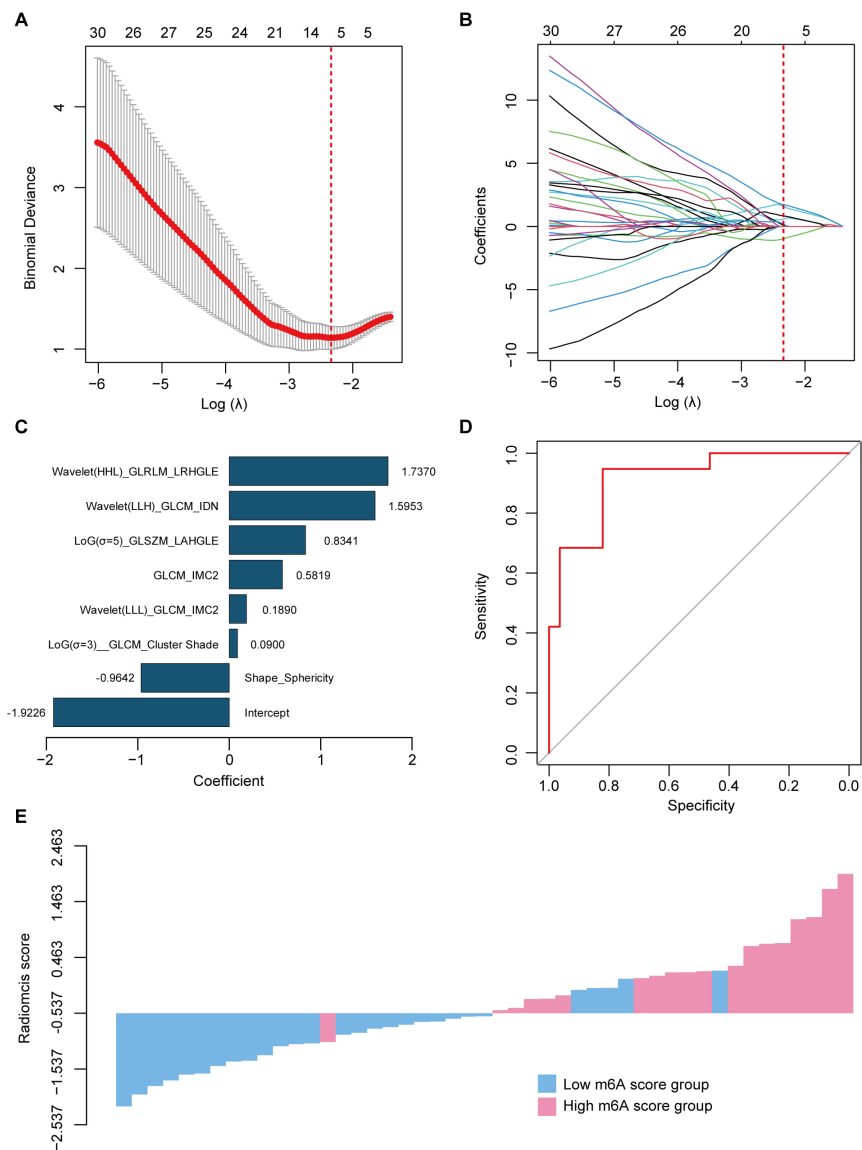 A
30 26 27 25 24 21 14 5 5
Binomial Deviance
4
3
2
1
−6 −5 −4 −3 −2
Log (λ)
B
30 27 26 20 5
Coefficients
10
5
0
−5
−10
−6 −5 −4 −3 −2
Log (λ)
C
Wavelet(HHL)_GLRLM_LRHGLE 1.7370
Wavelet(LLH)_GLCM_IDN 1.5953
LoG(σ=5)_GLSZM_LAHGLE 0.8341
GLCM_IMC2 0.5819
Wavelet(LLL)_GLCM_IMC2 0.1890
LoG(σ=3)__GLCM_Cluster Shade 0.0900
-0.9642 Shape_Sphericity
-1.9226 Intercept
−2 −1 0 1 2
Coefficient
D
Sensitivity
1.0
0.8
0.6
0.4
0.2
0.0
1.0 0.8 0.6 0.4 0.2 0.0
Specificity
E
Radiomcis score
2.463
1.463
0.463
-0.537
-1.537
-2.537
Low m6A score group
High m6A score group